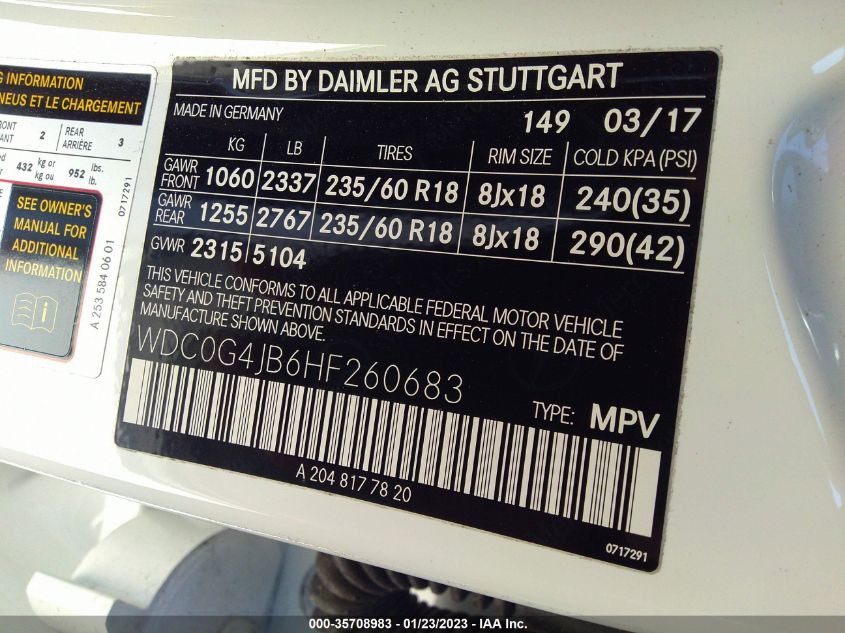 G INFORMATION
NEUS ET LE CHARGEMENT
RONT 2 REAR 3
ANT ARRIÈRE
432 kg or 952 lbs.
kg ou lb.
0717291
SEE OWNER'S
MANUAL FOR
ADDITIONAL
INFORMATION
A 253 584 06 01
MFD BY DAIMLER AG STUTTGART
MADE IN GERMANY 149 03/17
KG LB TIRES RIM SIZE COLD KPA (PSI)
GAWR FRONT 1060 2337 235/60 R18 8Jx18 240(35)
GAWR REAR 1255 2767 235/60 R18 8Jx18 290(42)
GVWR 2315 5104
THIS VEHICLE CONFORMS TO ALL APPLICABLE FEDERAL MOTOR VEHICLE
SAFETY AND THEFT PREVENTION STANDARDS IN EFFECT ON THE DATE OF
MANUFACTURE SHOWN ABOVE.
WDC0G4JB6HF260683
TYPE: MPV
A 204 817 78 20
0717291
000-35708983 - 01/23/2023 - IAA Inc.